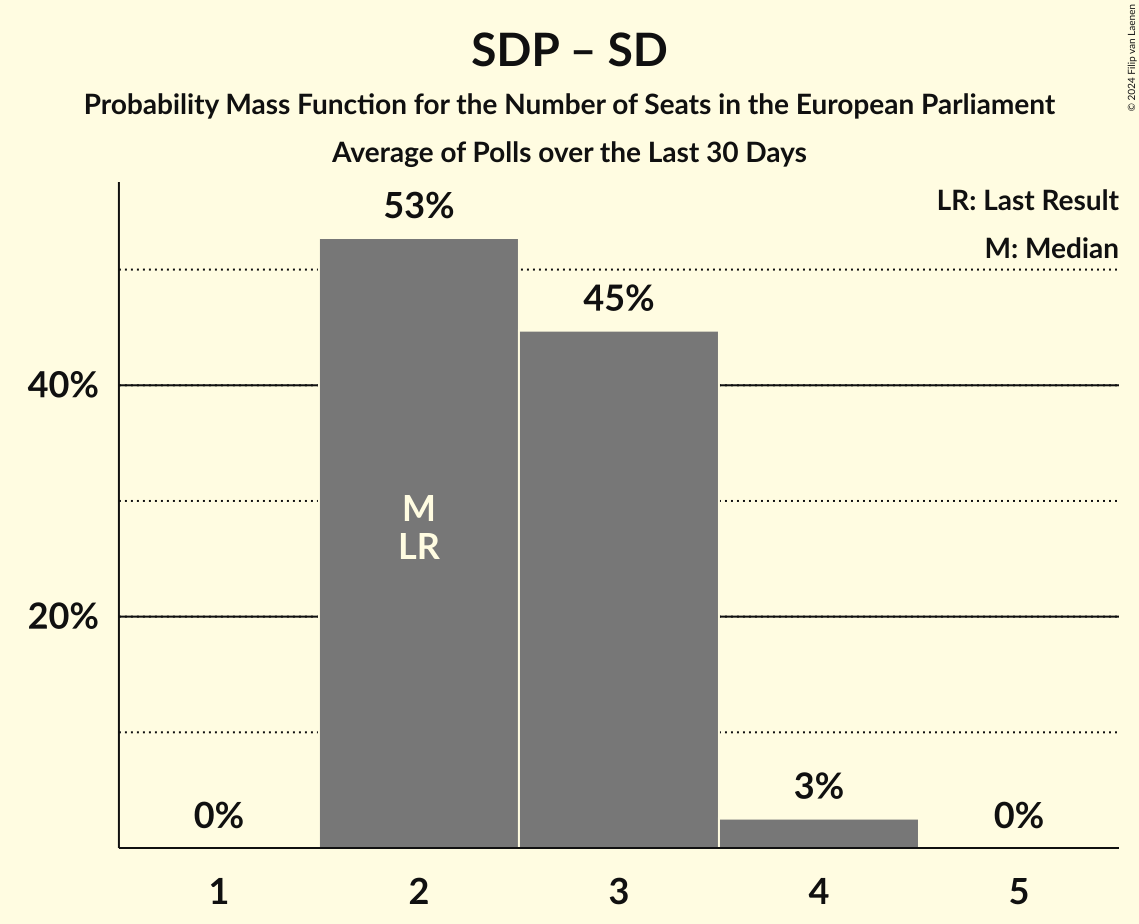 SDP – SD
Probability Mass Function for the Number of Seats in the European Parliament
Average of Polls over the Last 30 Days
© 2024 Filip van Laenen
LR: Last Result
M: Median
53%
45%
40%
M
LR
20%
3%
0%
0%
1
2
3
4
5